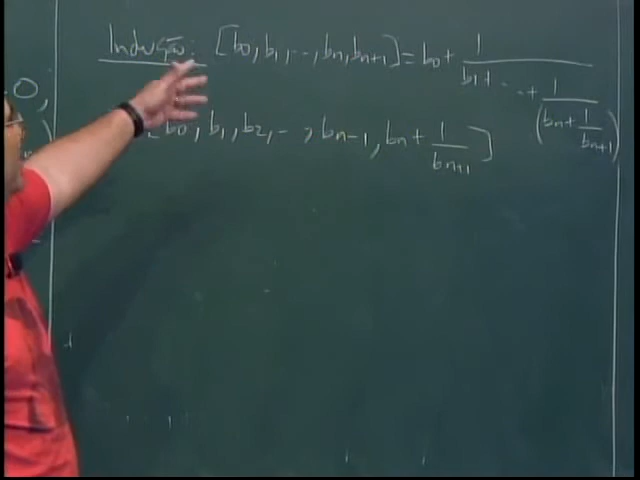 Indução: [b0, b1, --, bn, bn+1] = b0 + 1/(b1 + ... + 1/(bn + 1/bn+1))
[b0, b1, b2, -- , bn-1, bn + 1/bn+1]